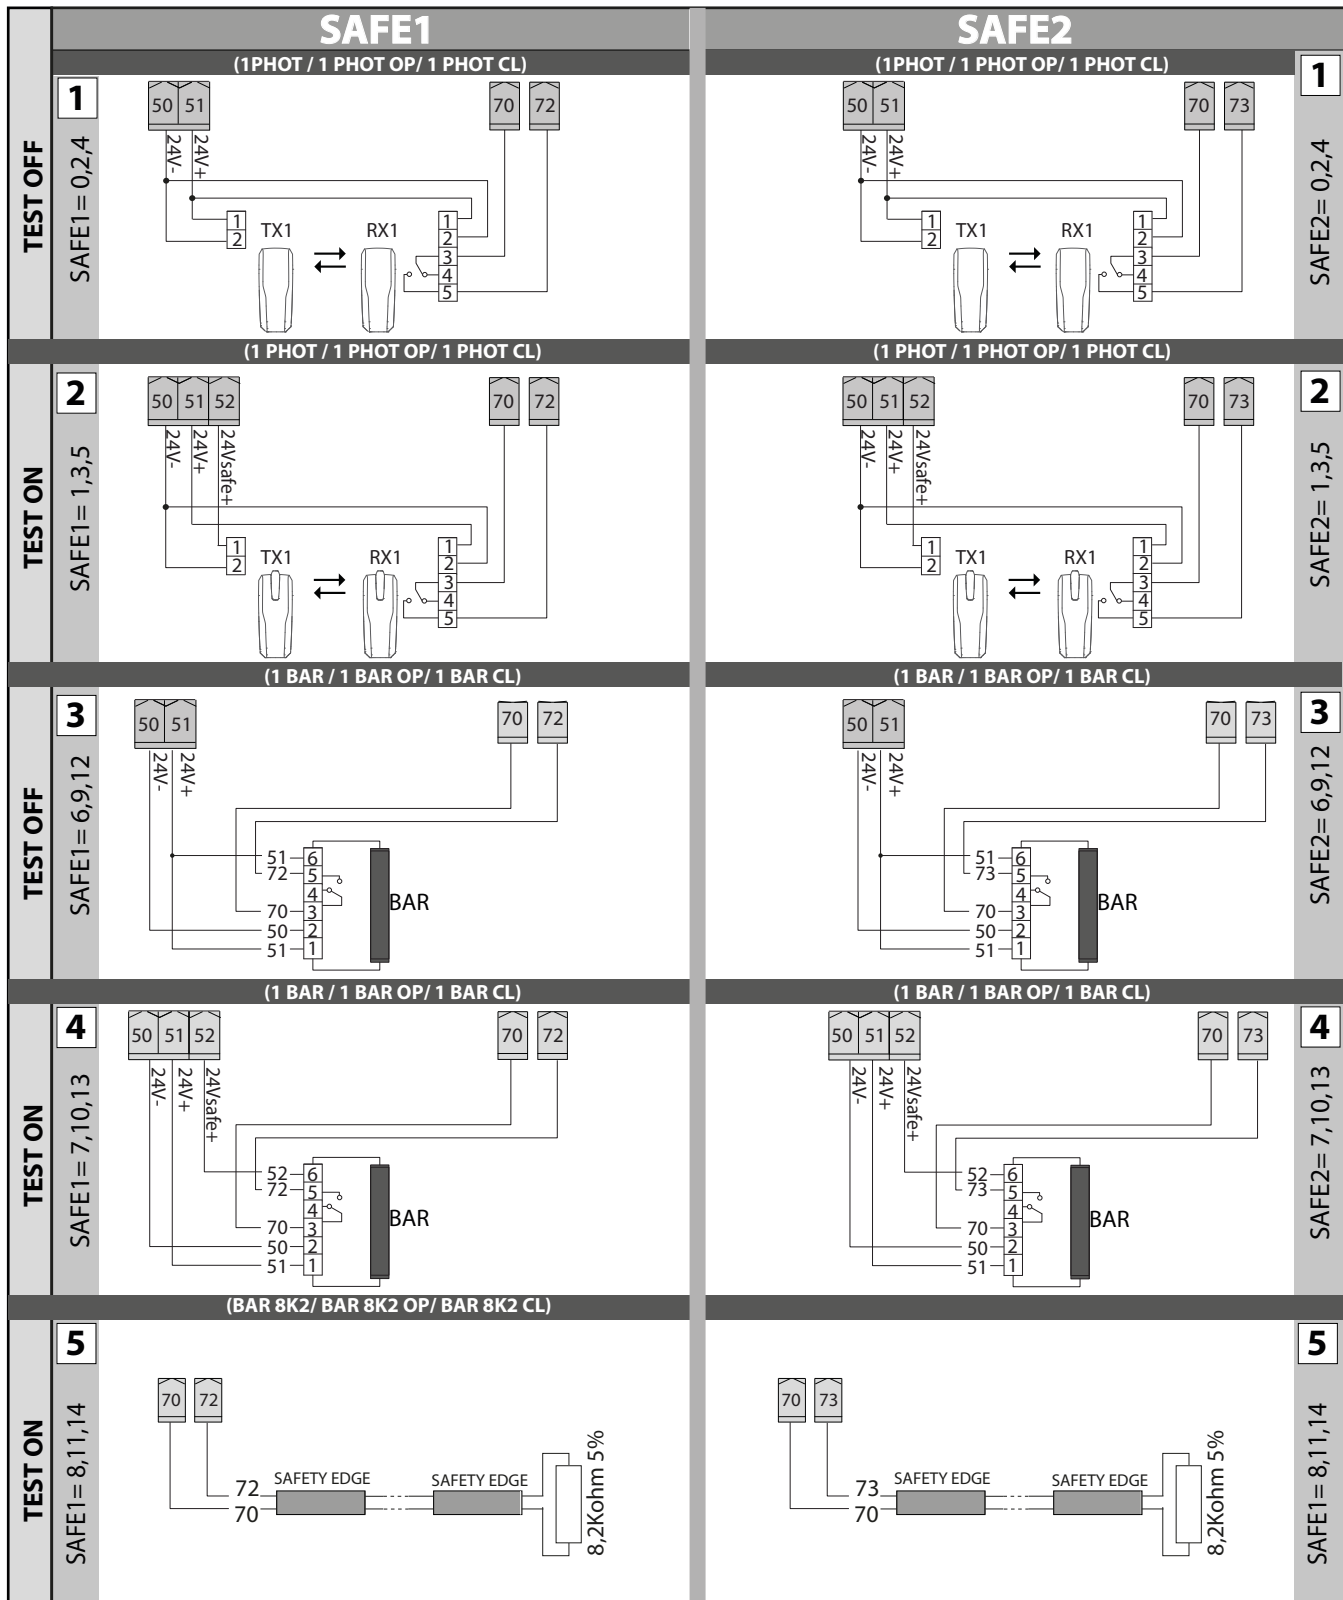 SAFE1
SAFE2
(1PHOT / 1 PHOT OP/ 1 PHOT CL)
(1PHOT / 1 PHOT OP/ 1 PHOT CL)
TEST OFF
1
SAFE1= 0,2,4
50 51 70 72
24V-
24V+
1
2
TX1
RX1
1
2
3
4
5
50 51 70 73
24V-
24V+
1
2
TX1
RX1
1
2
3
4
5
1
SAFE2= 0,2,4
(1 PHOT / 1 PHOT OP/ 1 PHOT CL)
(1 PHOT / 1 PHOT OP/ 1 PHOT CL)
TEST ON
2
SAFE1= 1,3,5
50 51 52 70 72
24V-
24V+
24Vsafe+
1
2
TX1
RX1
1
2
3
4
5
50 51 52 70 73
24V-
24V+
24Vsafe+
1
2
TX1
RX1
1
2
3
4
5
2
SAFE2= 1,3,5
(1 BAR / 1 BAR OP/ 1 BAR CL)
(1 BAR / 1 BAR OP/ 1 BAR CL)
TEST OFF
3
SAFE1= 6,9,12
50 51 70 72
24V-
24V+
51 6
72 5
4
70 3
50 2
51 1
BAR
50 51 70 73
24V-
24V+
51 6
73 5
4
70 3
50 2
51 1
BAR
3
SAFE2= 6,9,12
(1 BAR / 1 BAR OP/ 1 BAR CL)
(1 BAR / 1 BAR OP/ 1 BAR CL)
TEST ON
4
SAFE1= 7,10,13
50 51 52 70 72
24V-
24V+
24Vsafe+
52 6
72 5
4
70 3
50 2
51 1
BAR
50 51 52 70 73
24V-
24V+
24Vsafe+
52 6
73 5
4
70 3
50 2
51 1
BAR
4
SAFE2= 7,10,13
(BAR 8K2/ BAR 8K2 OP/ BAR 8K2 CL)
TEST ON
5
SAFE1= 8,11,14
70 72
72
70
SAFETY EDGE
SAFETY EDGE
8,2Kohm 5%
70 73
73
70
SAFETY EDGE
SAFETY EDGE
8,2Kohm 5%
5
SAFE1= 8,11,14